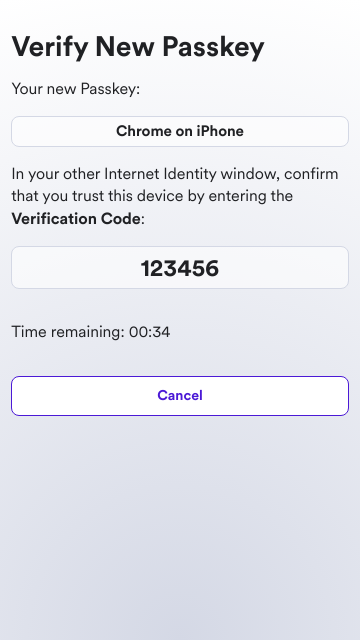 Verify New Passkey
Your new Passkey:
Chrome on iPhone
In your other Internet Identity window, confirm
that you trust this device by entering the
Verification Code:
123456
Time remaining: 00:34
Cancel